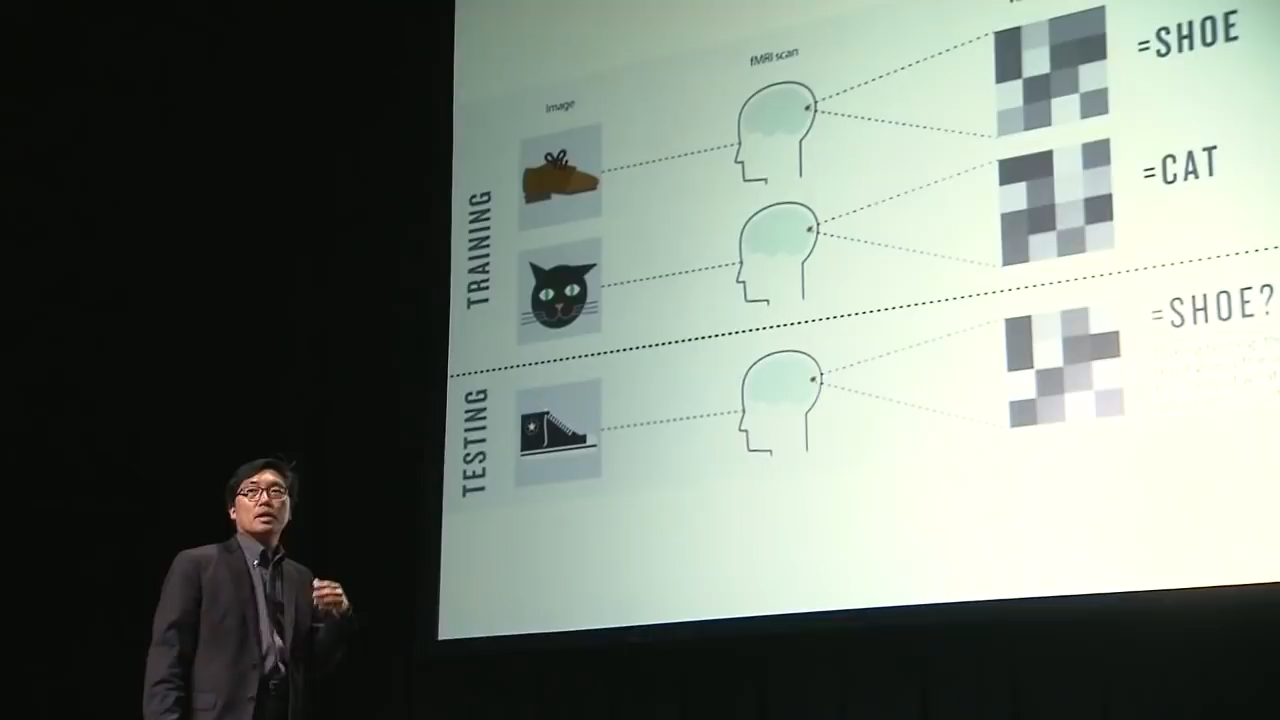 Image
fMRI scan
TRAINING
=SHOE
=CAT
TESTING
=SHOE?